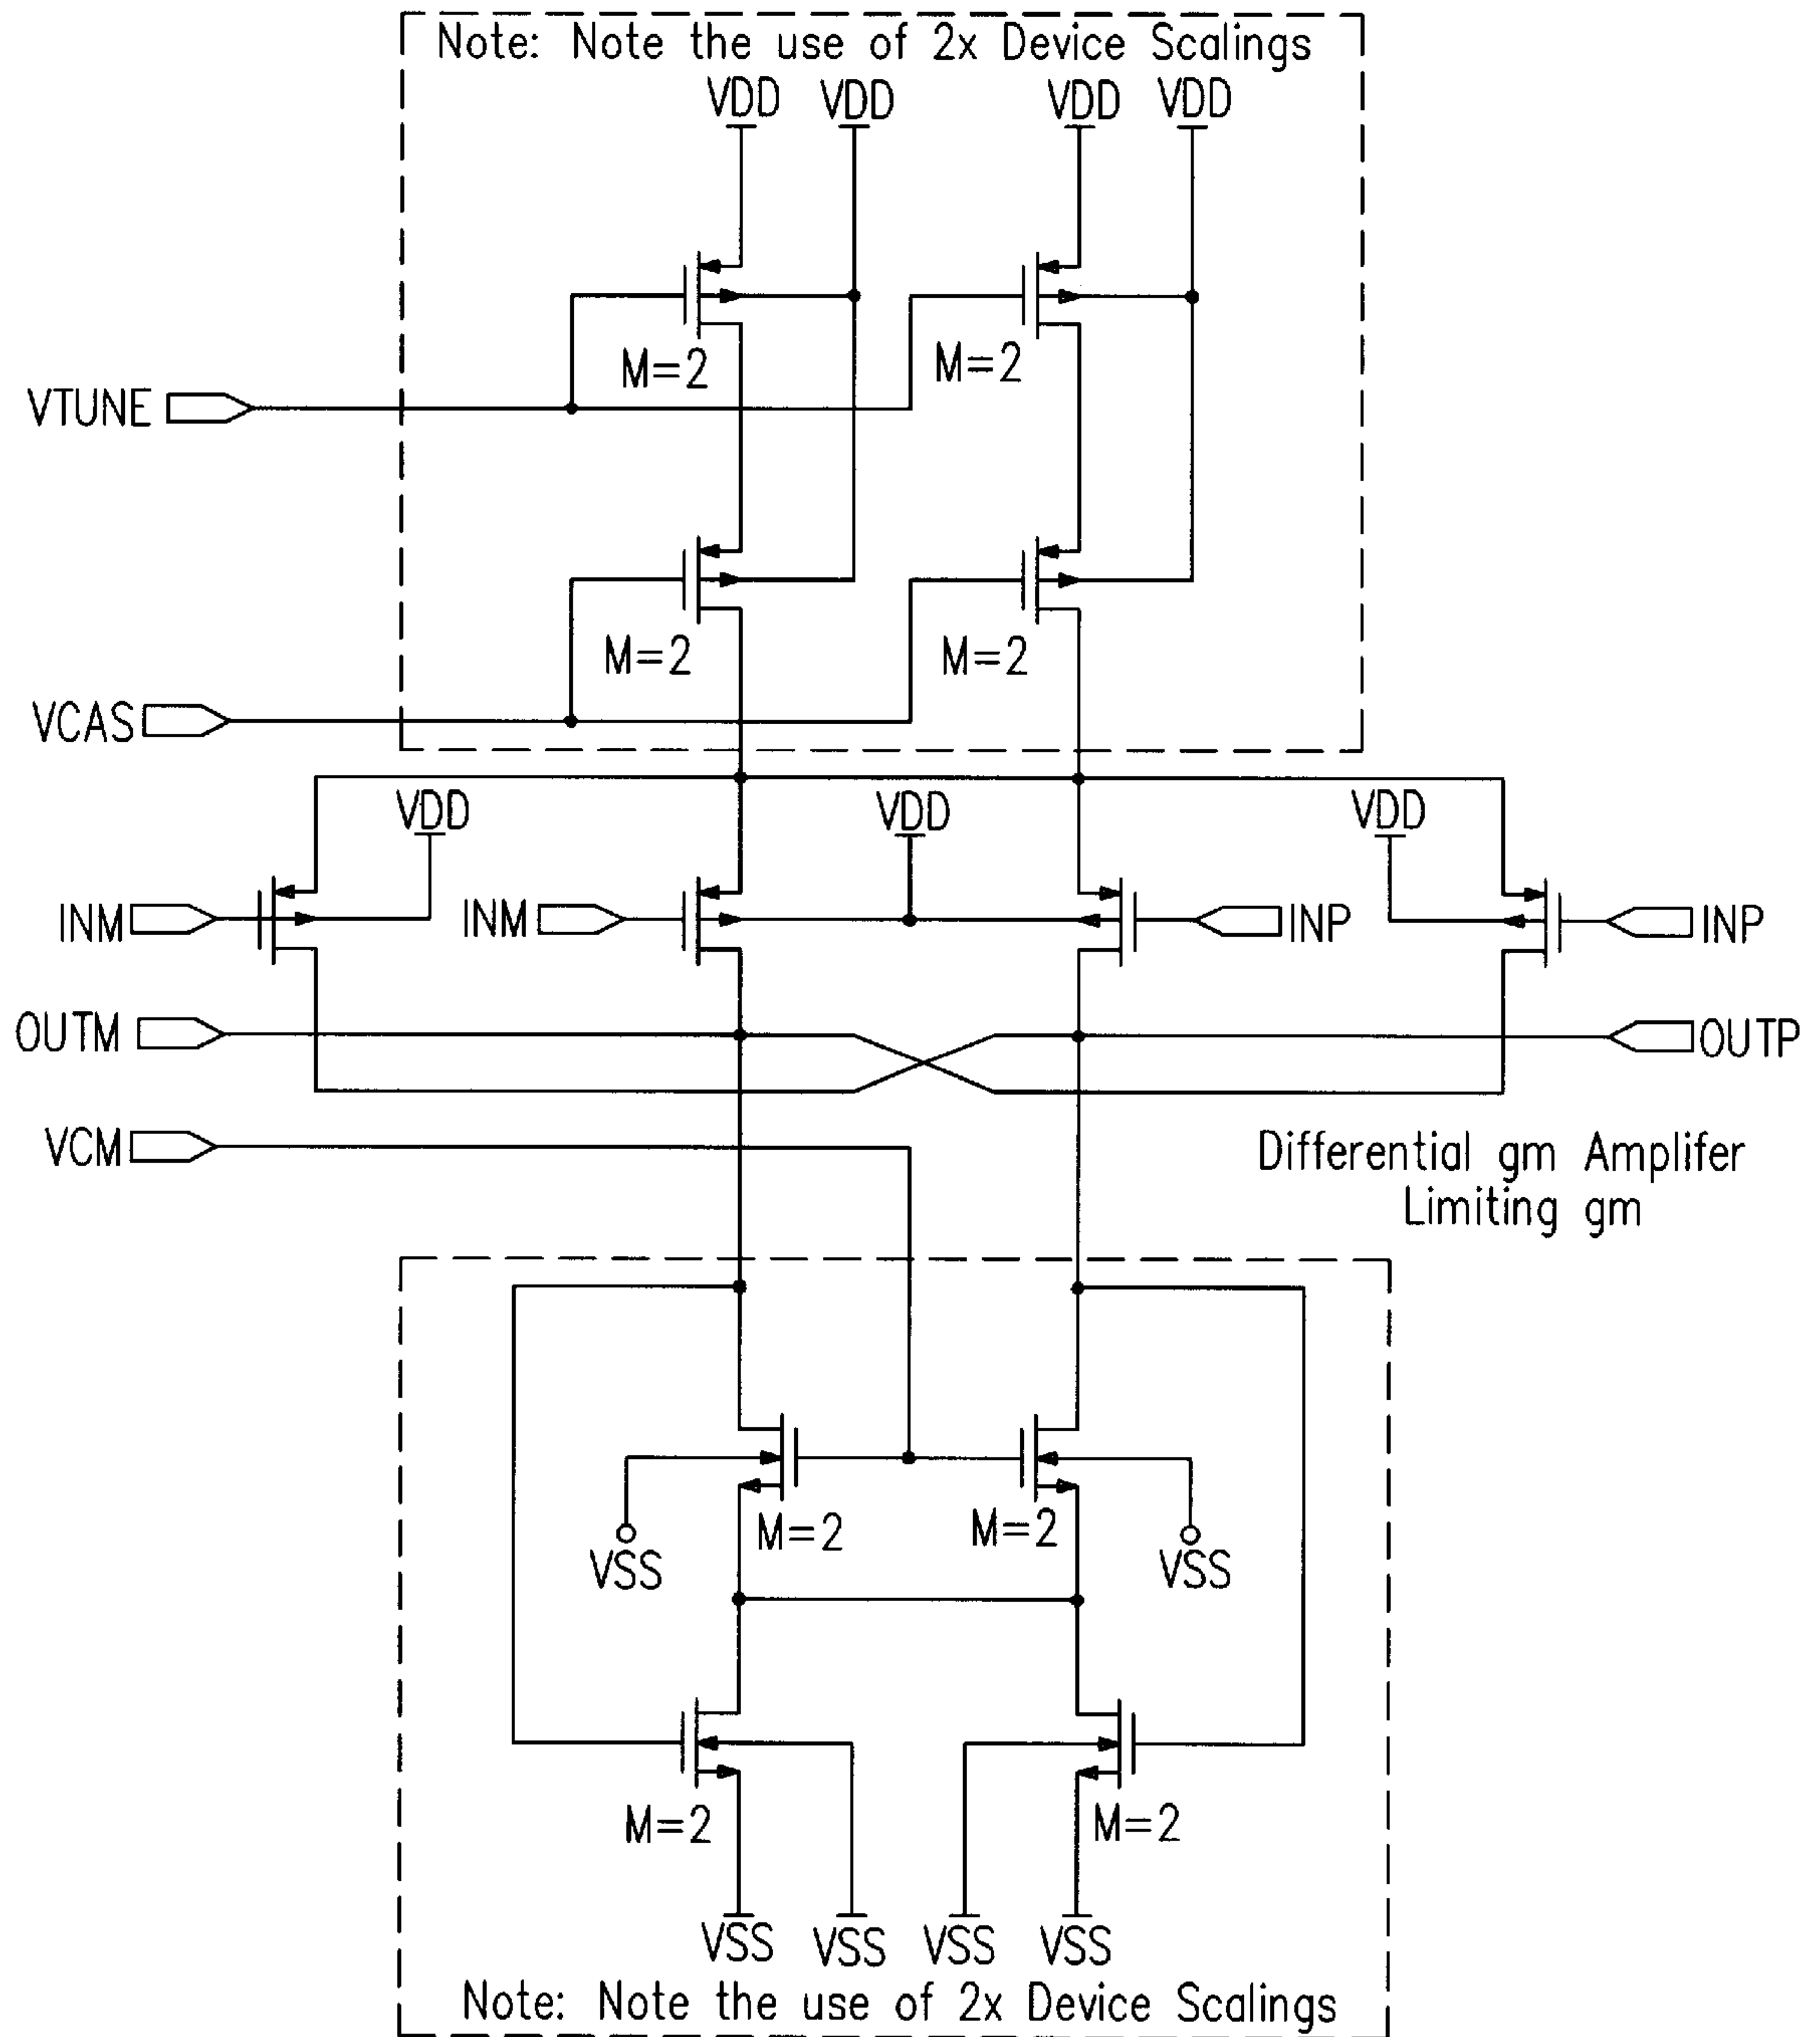 Note: Note the use of 2x Device Scalings
VDD VDD VDD VDD
M=2 M=2
VTUNE
M=2 M=2
VCAS
VDD VDD VDD
INM INM INP INP
OUTM OUTP
VCM
Differential gm Amplifer
Limiting gm
M=2 M=2
VSS VSS
M=2 M=2
VSS VSS VSS VSS
Note: Note the use of 2x Device Scalings